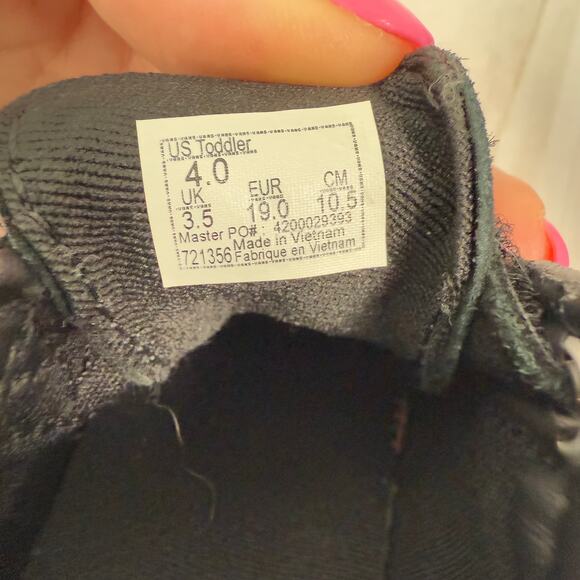 US Toddler
4.0
UK EUR CM
3.5 19.0 10.5
Master PO#: 4200029393
Made in Vietnam
721356 Fabrique en Vietnam